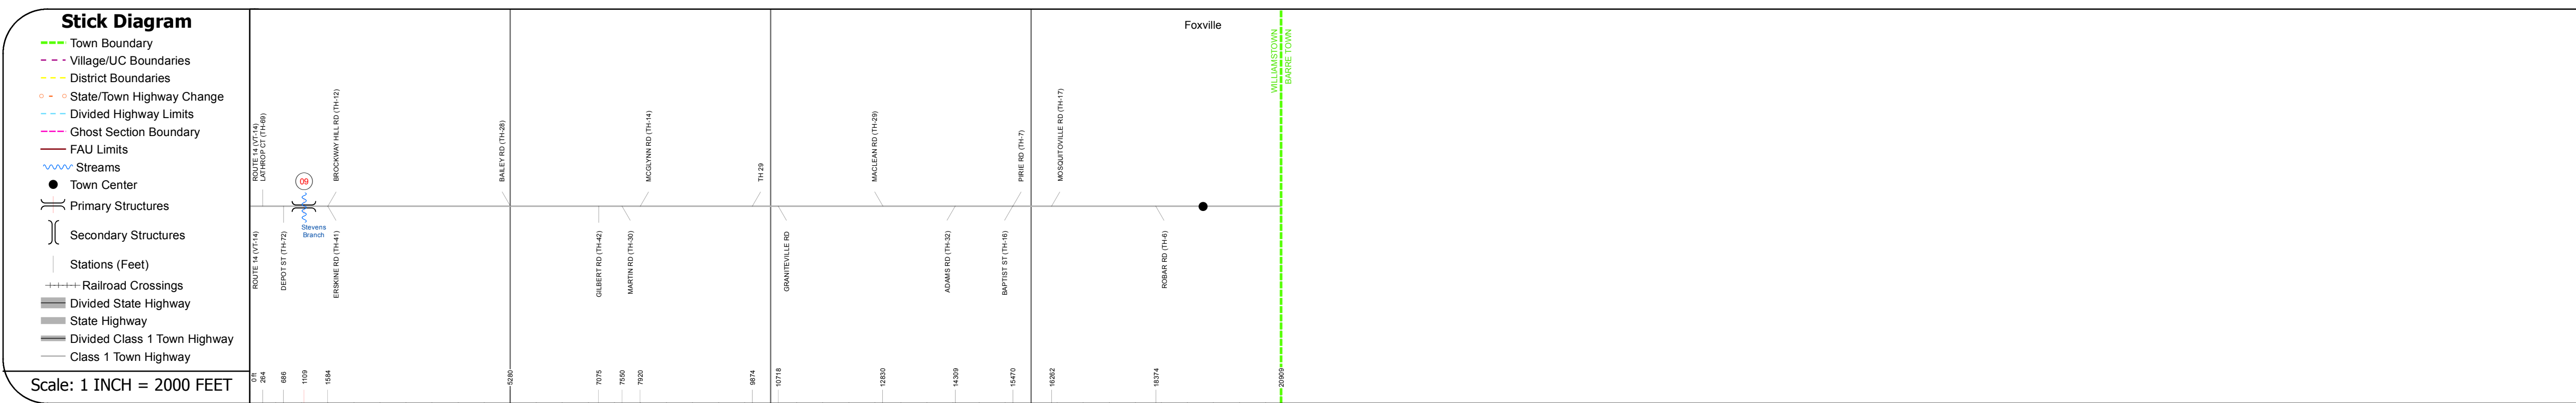 Stick Diagram
Town Boundary
Village/UC Boundaries
District Boundaries
State/Town Highway Change
Divided Highway Limits
Ghost Section Boundary
FAU Limits
Streams
Town Center
Primary Structures
Secondary Structures
Stations (Feet)
Railroad Crossings
Divided State Highway
State Highway
Divided Class 1 Town Highway
Class 1 Town Highway
Scale: 1 INCH = 2000 FEET
Foxville
WILLIAMSTOWN
BARRE TOWN
ROUTE 14 (VT-14)
LATHROP CT (TH-69)
BROCKWAY HILL RD (TH-12)
BAILEY RD (TH-28)
MCGLYNN RD (TH-14)
TH 29
MACLEAN RD (TH-29)
PIRIE RD (TH-7)
MOSQUITOVILLE RD (TH-17)
09
Stevens
Branch
ROUTE 14 (VT-14)
DEPOT ST (TH-72)
ERSKINE RD (TH-41)
GILBERT RD (TH-42)
MARTIN RD (TH-30)
GRANITEVILLE RD
ADAMS RD (TH-32)
BAPTIST ST (TH-16)
ROBAR RD (TH-6)
0 ft
264
686
1109
1584
5280
7075
7550
7920
9874
10718
12830
14309
15470
16262
18374
20909